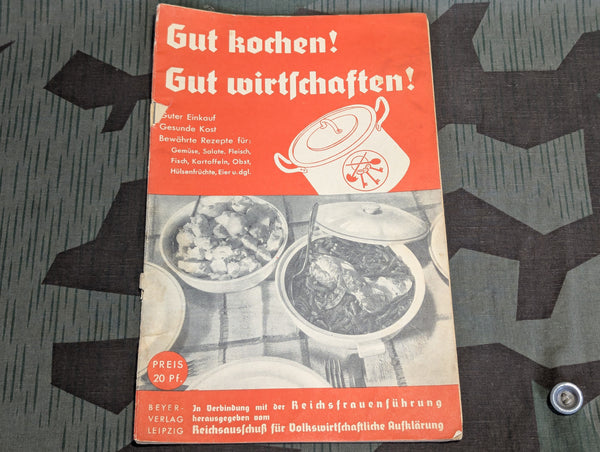 Gut kochen!
Gut wirtſchaften!
Guter Einkauf
Gesunde Kost
Bewährte Rezepte für:
Gemüse, Salate, Fleisch,
Fisch, Kartoffeln, Obst,
Hülsenfrüchte, Eier u. dgl.
PREIS
20 PF.
BEYER-
VERLAG
LEIPZIG
In Verbindung mit der Reichsfrauenführung
herausgegeben vom
Reichsausſchuß für Volkswirtſchaftliche Aufklärung